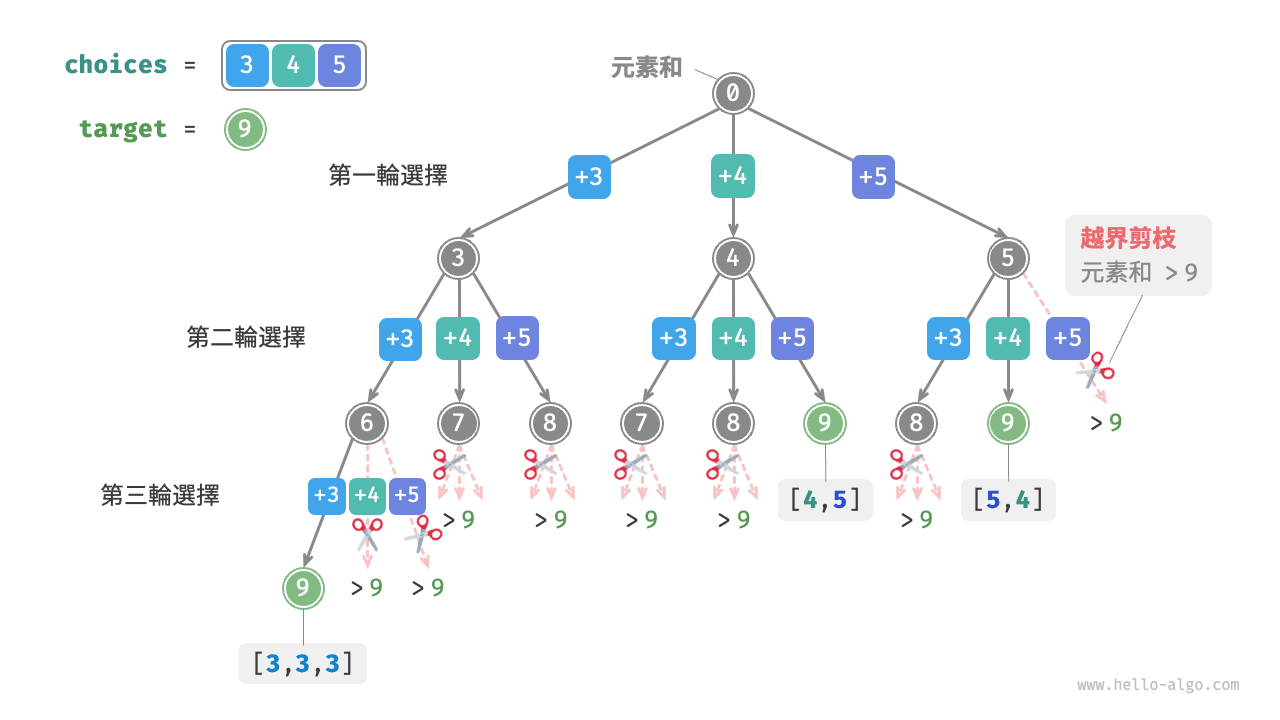 choices = 3 4 5
target = 9
元素和
0
第一輪選擇
+3 +4 +5
越界剪枝
元素和 > 9
3 4 5
第二輪選擇
+3 +4 +5 +3 +4 +5 +3 +4 +5
6 7 8 7 8 9 8 9 > 9
第三輪選擇
+3 +4 +5
[4,5] [5,4]
> 9 > 9 > 9 > 9 > 9
9 > 9 > 9
[3,3,3]
www.hello-algo.com